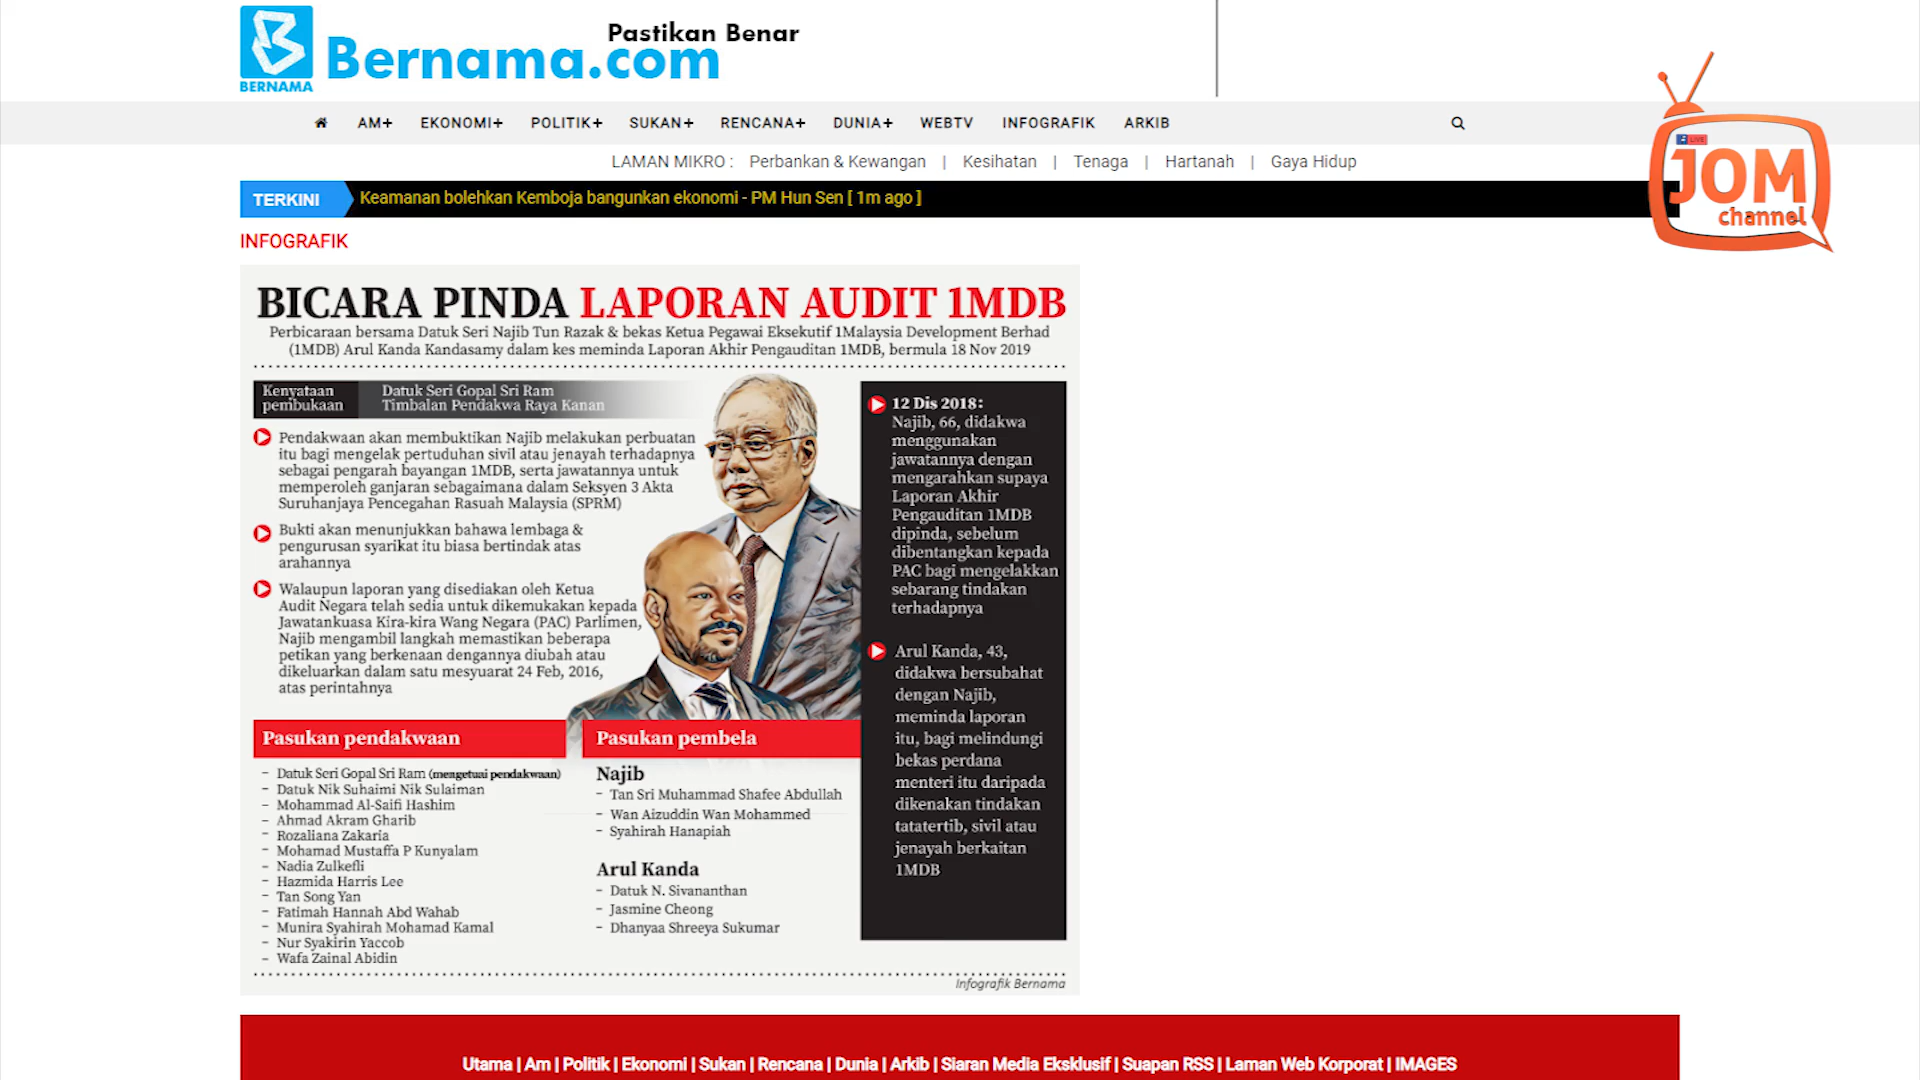 BERNAMA
Pastikan Benar
Bernama.com
AM+ EKONOMI+ POLITIK+ SUKAN+ RENCANA+ DUNIA+ WEBTV INFOGRAFIK ARKIB
LAMAN MIKRO : Perbankan & Kewangan | Kesihatan | Tenaga | Hartanah | Gaya Hidup
LIVE
JOM
channel
TERKINI Keamanan bolehkan Kemboja bangunkan ekonomi - PM Hun Sen [ 1m ago ]
INFOGRAFIK
BICARA PINDA LAPORAN AUDIT 1MDB
Perbicaraan bersama Datuk Seri Najib Tun Razak & bekas Ketua Pegawai Eksekutif 1Malaysia Development Berhad
(1MDB) Arul Kanda Kandasamy dalam kes meminda Laporan Akhir Pengauditan 1MDB, bermula 18 Nov 2019
Kenyataan
pembukaan
Datuk Seri Gopal Sri Ram
Timbalan Pendakwa Raya Kanan
Pendakwaan akan membuktikan Najib melakukan perbuatan
itu bagi mengelak pertuduhan sivil atau jenayah terhadapnya
sebagai pengarah bayangan 1MDB, serta jawatannya untuk
memperoleh ganjaran sebagaimana dalam Seksyen 3 Akta
Suruhanjaya Pencegahan Rasuah Malaysia (SPRM)
Bukti akan menunjukkan bahawa lembaga &
pengurusan syarikat itu biasa bertindak atas
arahannya
Walaupun laporan yang disediakan oleh Ketua
Audit Negara telah sedia untuk dikemukakan kepada
Jawatankuasa Kira-kira Wang Negara (PAC) Parlimen,
Najib mengambil langkah memastikan beberapa
petikan yang berkenaan dengannya diubah atau
dikeluarkan dalam satu mesyuarat 24 Feb, 2016,
atas perintahnya
12 Dis 2018:
Najib, 66, didakwa
menggunakan
jawatannya dengan
mengarahkan supaya
Laporan Akhir
Pengauditan 1MDB
dipinda, sebelum
dibentangkan kepada
PAC bagi mengelakkan
sebarang tindakan
terhadapnya
Arul Kanda, 43,
didakwa bersubahat
dengan Najib,
meminda laporan
itu, bagi melindungi
bekas perdana
menteri itu daripada
dikenakan tindakan
tatatertib, sivil atau
jenayah berkaitan
1MDB
Pasukan pendakwaan
- Datuk Seri Gopal Sri Ram (mengetuai pendakwaan)
- Datuk Nik Suhaimi Nik Sulaiman
- Mohammad Al-Saifi Hashim
- Ahmad Akram Gharib
- Rozaliana Zakaria
- Mohamad Mustaffa P Kunyalam
- Nadia Zulkefli
- Hazmida Harris Lee
- Tan Song Yan
- Fatimah Hannah Abd Wahab
- Munira Syahirah Mohamad Kamal
- Nur Syakirin Yaccob
- Wafa Zainal Abidin
Pasukan pembela
Najib
- Tan Sri Muhammad Shafee Abdullah
- Wan Aizuddin Wan Mohammed
- Syahirah Hanapiah
Arul Kanda
- Datuk N. Sivananthan
- Jasmine Cheong
- Dhanyaa Shreeya Sukumar
Infografik Bernama
Utama | Am | Politik | Ekonomi | Sukan | Rencana | Dunia | Arkib | Siaran Media Eksklusif | Suapan RSS | Laman Web Korporat | IMAGES